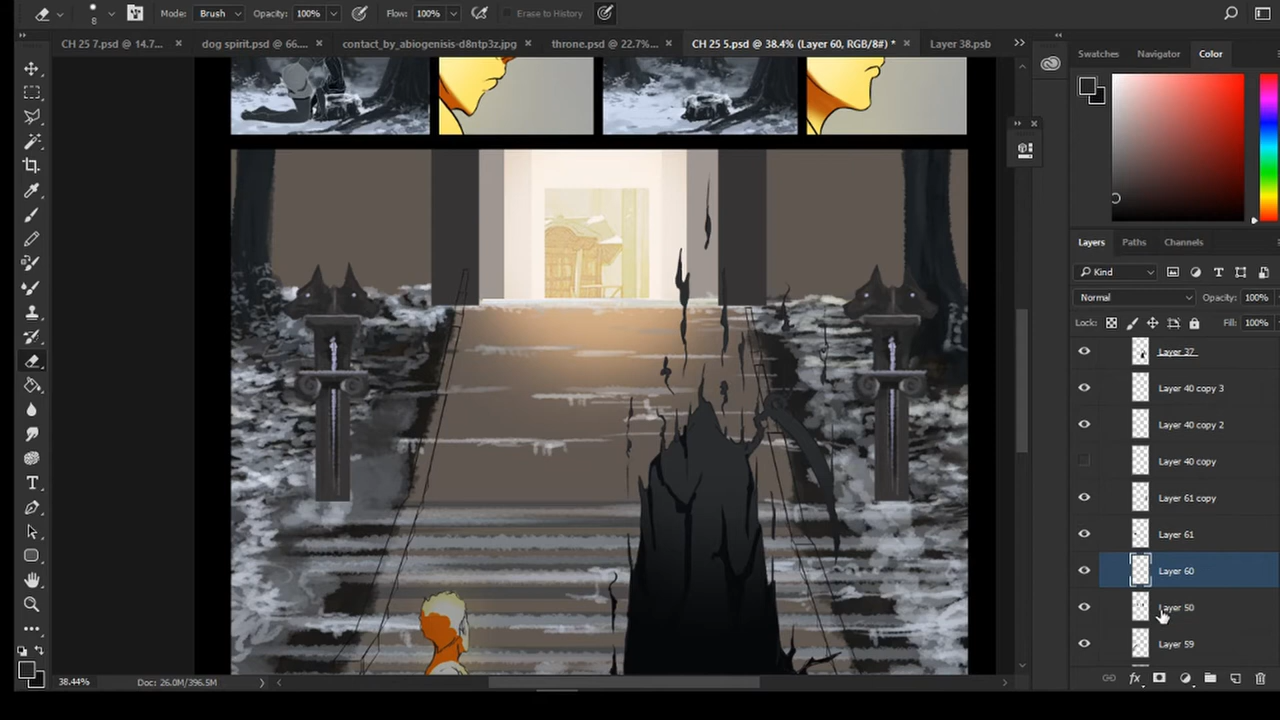 8 Mode: Brush Opacity: 100% Flow: 100% Erase to History
CH 25 7.psd @ 14.7... × dog spirit.psd @ 66.... × contact_by_abiogenisis-d8ntp3z.jpg × throne.psd @ 22.7%... × CH 25 5.psd @ 38.4% (Layer 60, RGB/8#) * × Layer 38.psb
Swatches Navigator Color
Layers Paths Channels
Kind
Normal Opacity: 100%
Lock: Fill: 100%
Layer 37
Layer 40 copy 3
Layer 40 copy 2
Layer 40 copy
Layer 61 copy
Layer 61
Layer 60
Layer 50
Layer 59
38.44% Doc: 26.0M/396.5M